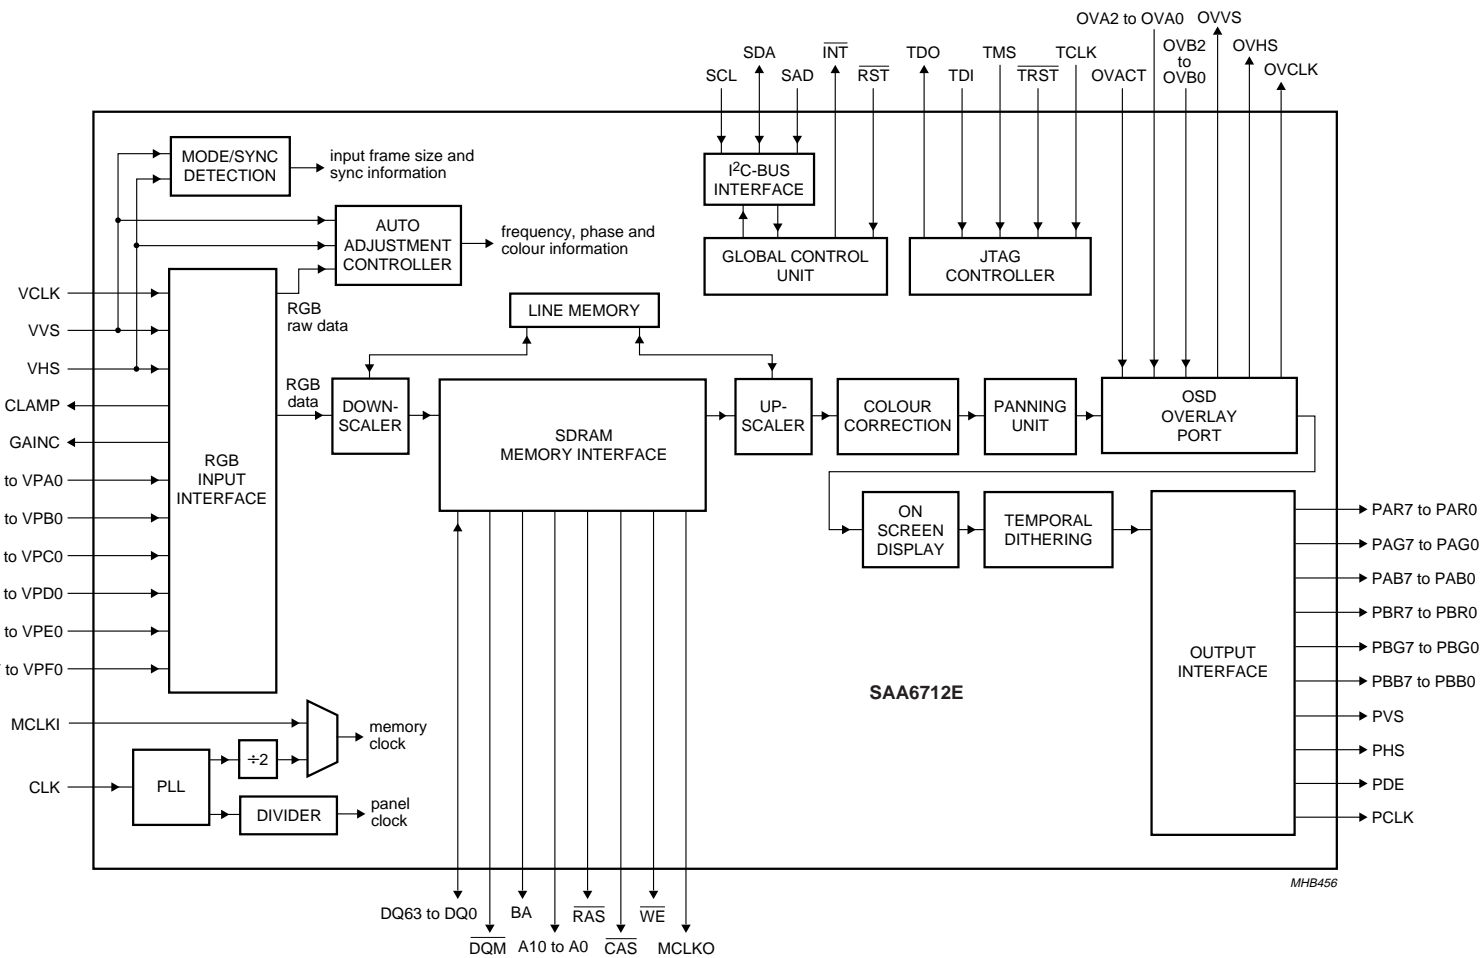 OVA2 to OVA0
OVVS
OVB2
to
OVB0
OVHS
OVCLK
SCL
SDA
SAD
INT
RST
TDO
TDI
TMS
TRST
TCLK
OVACT
MODE/SYNC
DETECTION
input frame size and
sync information
I2C-BUS
INTERFACE
AUTO
ADJUSTMENT
CONTROLLER
frequency, phase and
colour information
GLOBAL CONTROL
UNIT
JTAG
CONTROLLER
VCLK
VVS
VHS
CLAMP
GAINC
to VPA0
to VPB0
to VPC0
to VPD0
to VPE0
to VPF0
RGB
INPUT
INTERFACE
RGB
raw data
RGB
data
LINE MEMORY
DOWN-
SCALER
SDRAM
MEMORY INTERFACE
UP-
SCALER
COLOUR
CORRECTION
PANNING
UNIT
OSD
OVERLAY
PORT
ON
SCREEN
DISPLAY
TEMPORAL
DITHERING
OUTPUT
INTERFACE
PAR7 to PAR0
PAG7 to PAG0
PAB7 to PAB0
PBR7 to PBR0
PBG7 to PBG0
PBB7 to PBB0
PVS
PHS
PDE
PCLK
SAA6712E
MCLKI
CLK
PLL
÷2
DIVIDER
memory
clock
panel
clock
MHB456
DQ63 to DQ0
DQM
BA
A10 to A0
RAS
CAS
WE
MCLKO